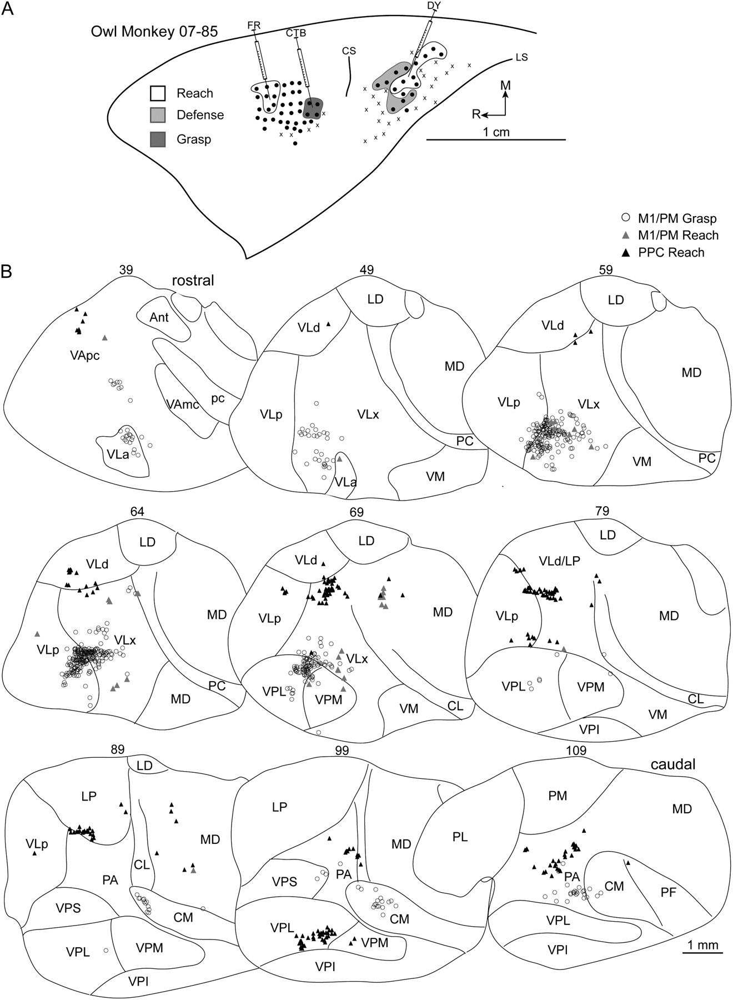 A
Owl Monkey 07-85
FR
CTB
CS
DY
LS
x
Reach
Defense
Grasp
M
R
1 cm
M1/PM Grasp
M1/PM Reach
PPC Reach
B
39
rostral
49
59
Ant
VApc
VAmc
pc
VLa
LD
VLd
MD
VLp
VLx
PC
VLa
VM
LD
VLd
MD
VLp
VLx
VM
PC
64
69
79
LD
VLd
MD
VLp
VLx
PC
MD
LD
VLd
VLp
MD
VLx
VPL
VPM
VM
CL
LD
VLd/LP
VLp
MD
VPL
VPM
CL
VM
VPI
89
99
109
caudal
LD
LP
VLp
MD
CL
PA
VPS
CM
VPL
VPM
VPI
LP
MD
PL
VPS
PA
CM
VPL
VPM
VPI
PM
MD
PA
CM
PF
VPL
VPI
1 mm